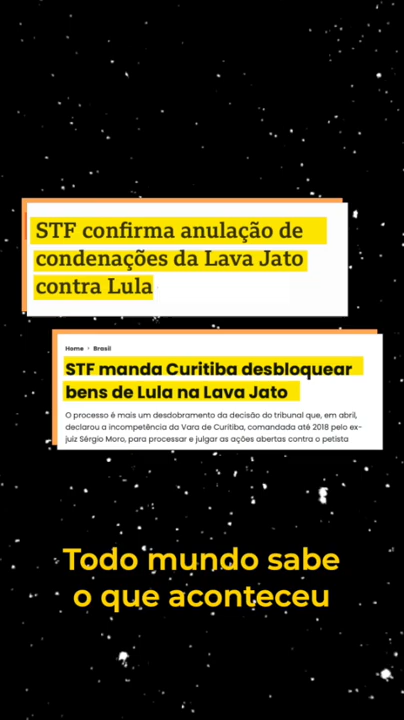 STF confirma anulação de
condenações da Lava Jato
contra Lula
Home > Brasil
STF manda Curitiba desbloquear
bens de Lula na Lava Jato
O processo é mais um desdobramento da decisão do tribunal que, em abril,
declarou a incompetência da Vara de Curitiba, comandada até 2018 pelo ex-
juiz Sérgio Moro, para processar e julgar as ações abertas contra o petista
Todo mundo sabe
o que aconteceu